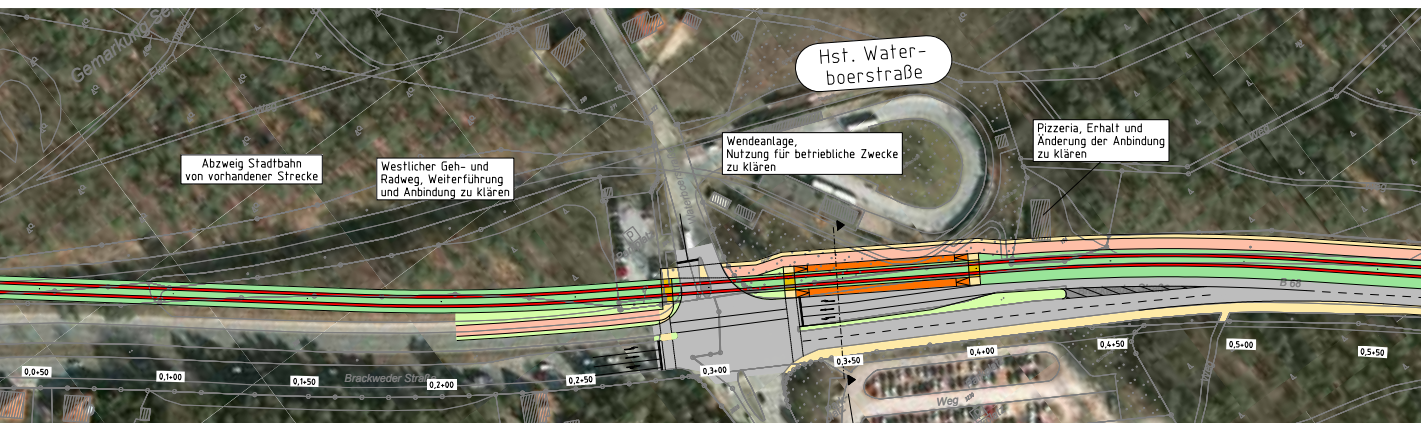 Hst. Water-
boerstraße
Abzweig Stadtbahn
von vorhandener Strecke
Westlicher Geh- und
Radweg, Weiterführung
und Anbindung zu klären
Wendeanlage,
Nutzung für betriebliche Zwecke
zu klären
Pizzeria, Erhalt und
Änderung der Anbindung
zu klären
Gemarkung
Weg
Weg
B 68
Brackweder Straße
Weg
Weg
0,0+50
0,1+00
0,1+50
0,2+00
0,2+50
0,3+00
0,3+50
0,4+00
0,4+50
0,5+00
0,5+50